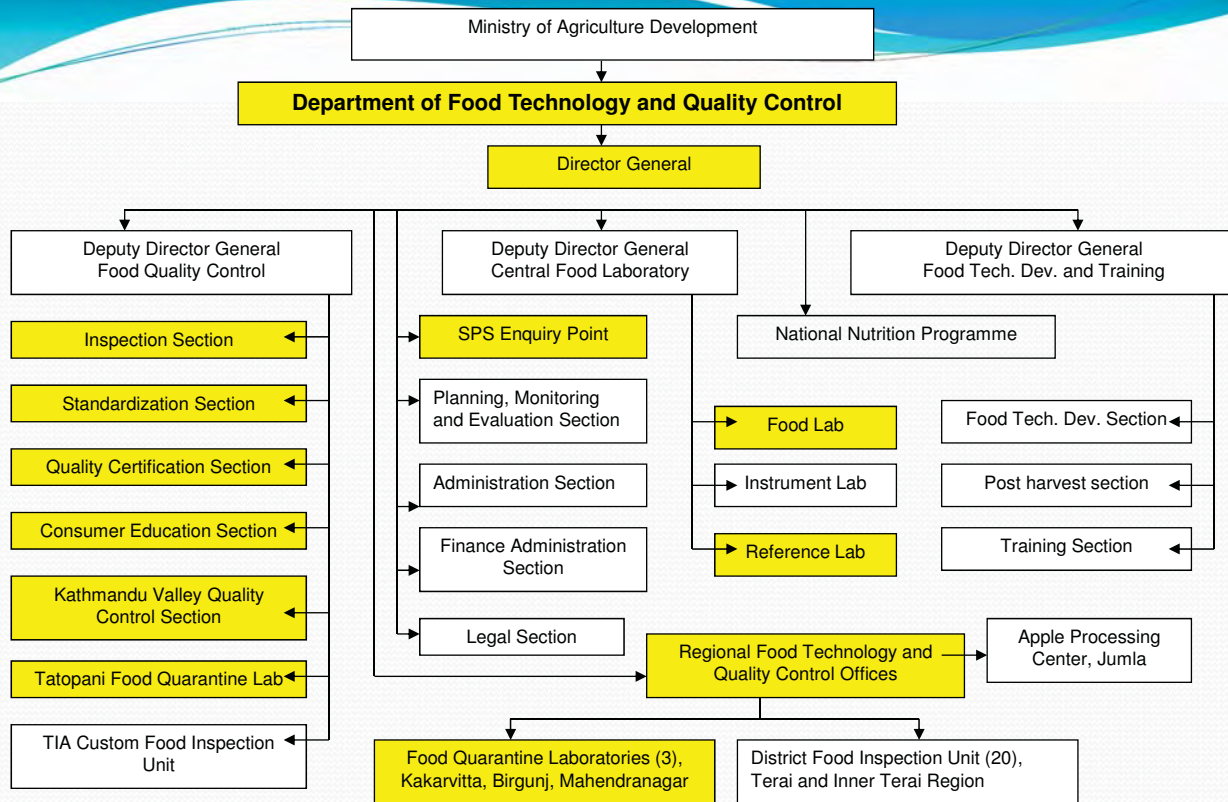 Ministry of Agriculture Development
Department of Food Technology and Quality Control
Director General
Deputy Director General
Food Quality Control
Deputy Director General
Central Food Laboratory
Deputy Director General
Food Tech. Dev. and Training
Inspection Section
Standardization Section
Quality Certification Section
Consumer Education Section
Kathmandu Valley Quality
Control Section
Tatopani Food Quarantine Lab
TIA Custom Food Inspection
Unit
SPS Enquiry Point
Planning, Monitoring
and Evaluation Section
Administration Section
Finance Administration
Section
Legal Section
National Nutrition Programme
Food Lab
Instrument Lab
Reference Lab
Food Tech. Dev. Section
Post harvest section
Training Section
Regional Food Technology and
Quality Control Offices
Apple Processing
Center, Jumla
Food Quarantine Laboratories (3),
Kakarvitta, Birgunj, Mahendranagar
District Food Inspection Unit (20),
Terai and Inner Terai Region